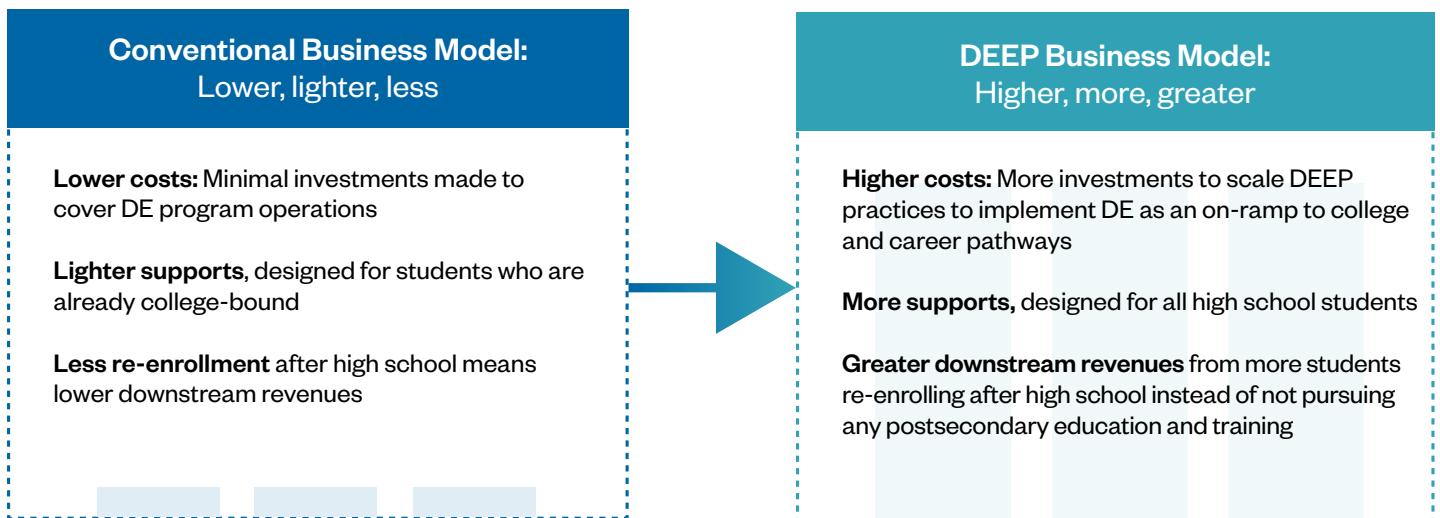 Conventional Business Model:
Lower, lighter, less
Lower costs: Minimal investments made to
cover DE program operations
Lighter supports, designed for students who are
already college-bound
Less re-enrollment after high school means
lower downstream revenues
DEEP Business Model:
Higher, more, greater
Higher costs: More investments to scale DEEP
practices to implement DE as an on-ramp to college
and career pathways
More supports, designed for all high school students
Greater downstream revenues from more students
re-enrolling after high school instead of not pursuing
any postsecondary education and training